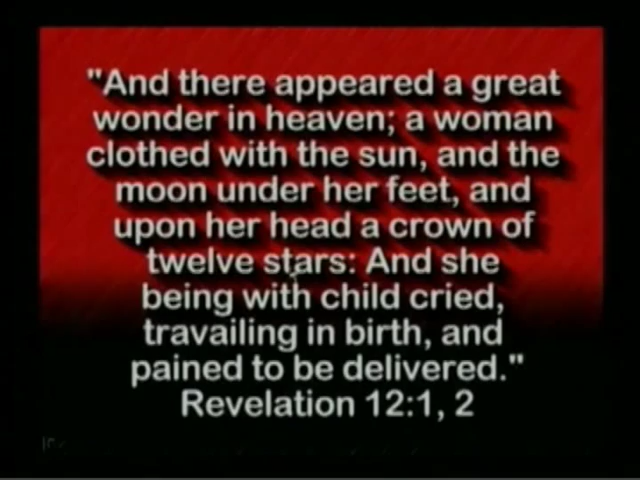 "And there appeared a great
wonder in heaven; a woman
clothed with the sun, and the
moon under her feet, and
upon her head a crown of
twelve stars: And she
being with child cried,
travailing in birth, and
pained to be delivered."
Revelation 12:1, 2